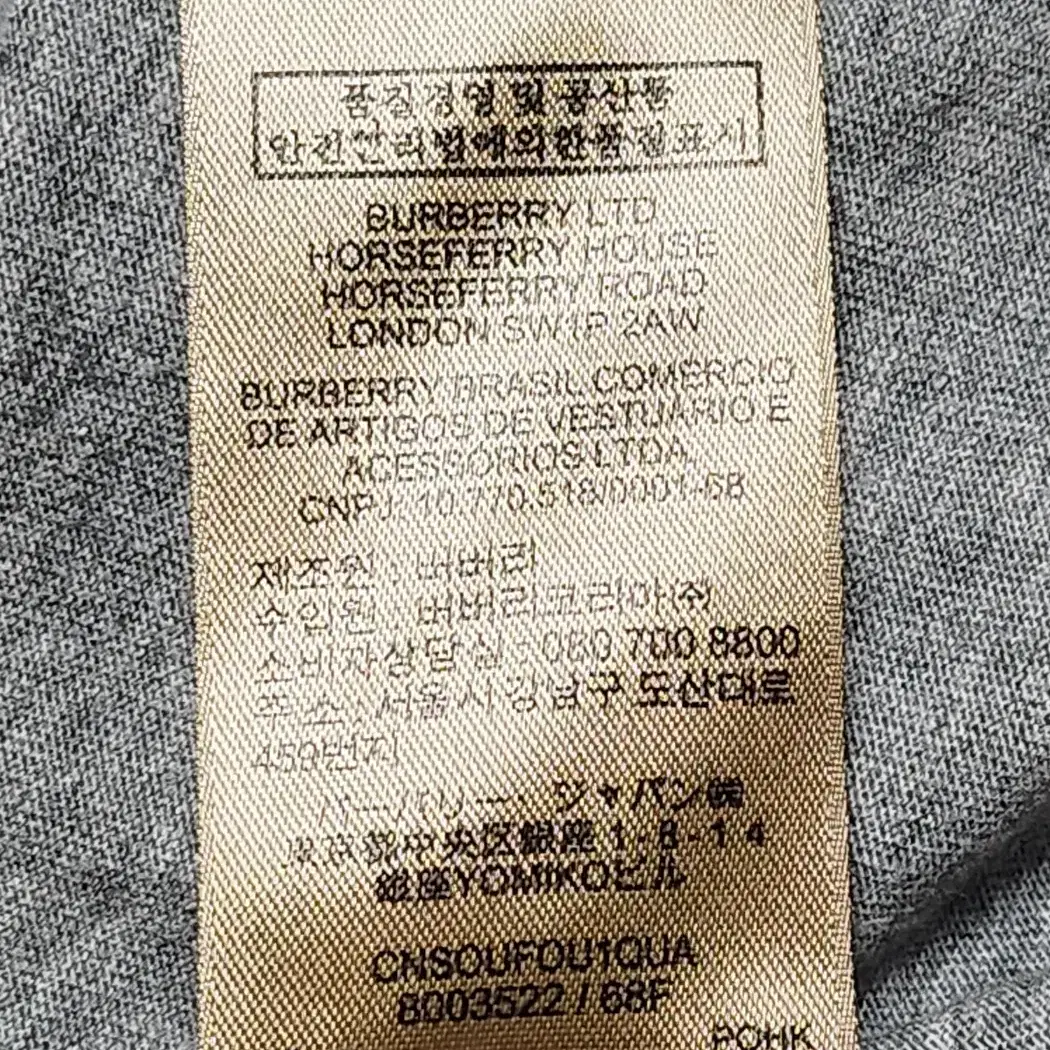 품질경영 및 공산품
안전관리법에의한품질표시
BURBERRY LTD
HORSEFERRY HOUSE
HORSEFERRY ROAD
LONDON SW1P 2AW
BURBERRY BRASIL COMERCIO
DE ARTIGOS DE VESTUARIO E
ACESSORIOS LTDA
CNPJ: 10.770.518/0001-68
제조원 : 버버리
수입원 : 버버리코리아㈜
소비자상담실 : 080 700 8800
주 소 : 서울시 강남구 도산대로
459번지
バーバリー・ジャパン㈱
東京都中央区銀座 1-8-14
銀座YOMIKOビル
CNSOUFOU1QUA
8003522 / 68F